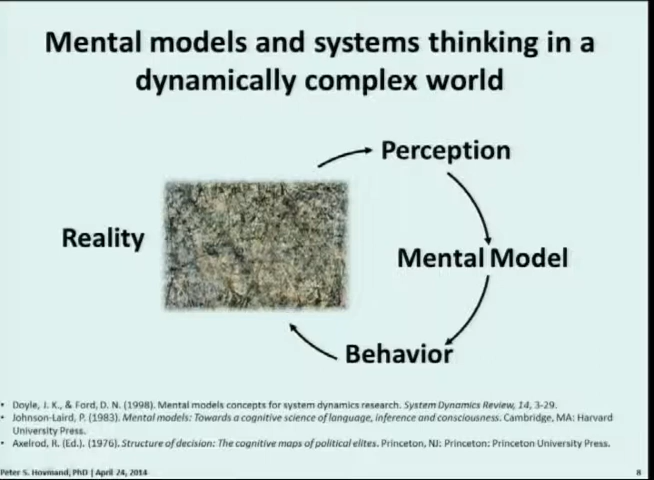 Mental models and systems thinking in a
dynamically complex world
Perception
Reality
Mental Model
Behavior
• Doyle, J. K., & Ford, D. N. (1998). Mental models concepts for system dynamics research. System Dynamics Review, 14, 3-29.
• Johnson-Laird, P. (1983). Mental models: Towards a cognitive science of language, inference and consciousness. Cambridge, MA: Harvard
University Press.
• Axelrod, R. (Ed.). (1976). Structure of decision: The cognitive maps of political elites. Princeton, NJ: Princeton: Princeton University Press.
Peter S. Hovmand, PhD | April 24, 2014
8